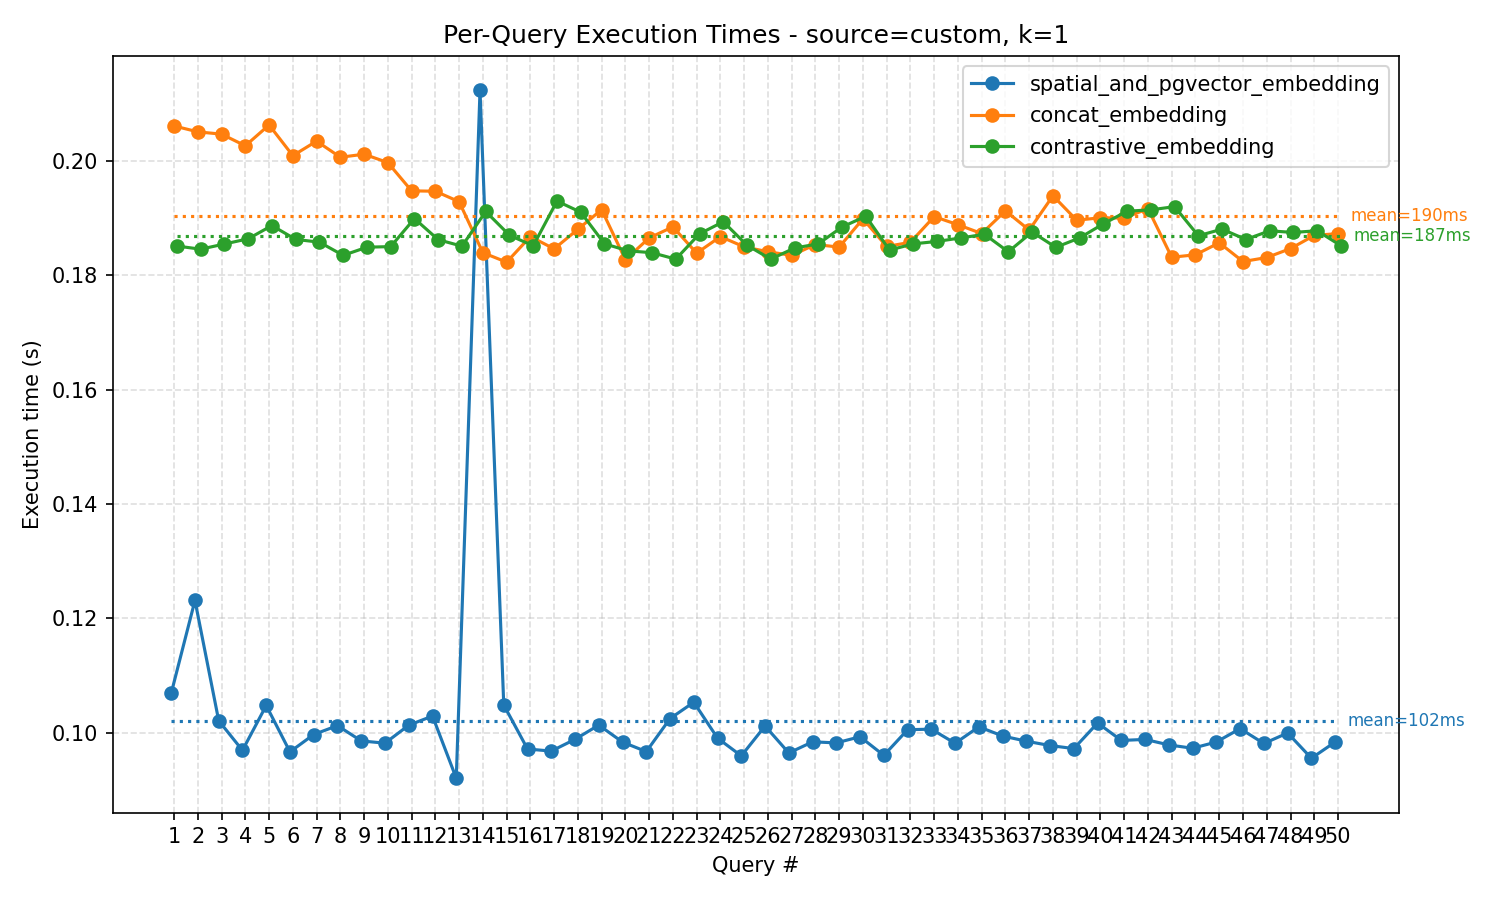 Per-Query Execution Times - source=custom, k=1
spatial_and_pgvector_embedding
concat_embedding
contrastive_embedding
Execution time (s)
0.20
0.18
0.16
0.14
0.12
0.10
mean=190ms
mean=187ms
mean=102ms
1 2 3 4 5 6 7 8 9 10 11 12 13 14 15 16 17 18 19 20 21 22 23 24 25 26 27 28 29 30 31 32 33 34 35 36 37 38 39 40 41 42 43 44 45 46 47 48 49 50
Query #